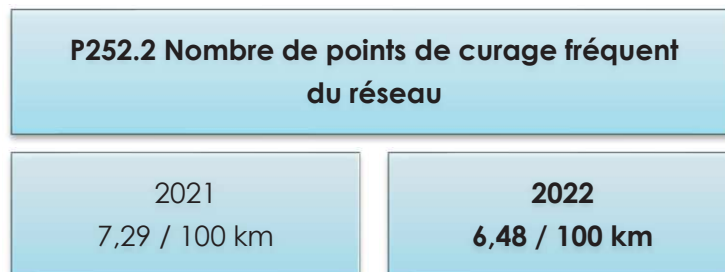 P252.2 Nombre de points de curage fréquent
du réseau
2021
7,29 / 100 km
2022
6,48 / 100 km